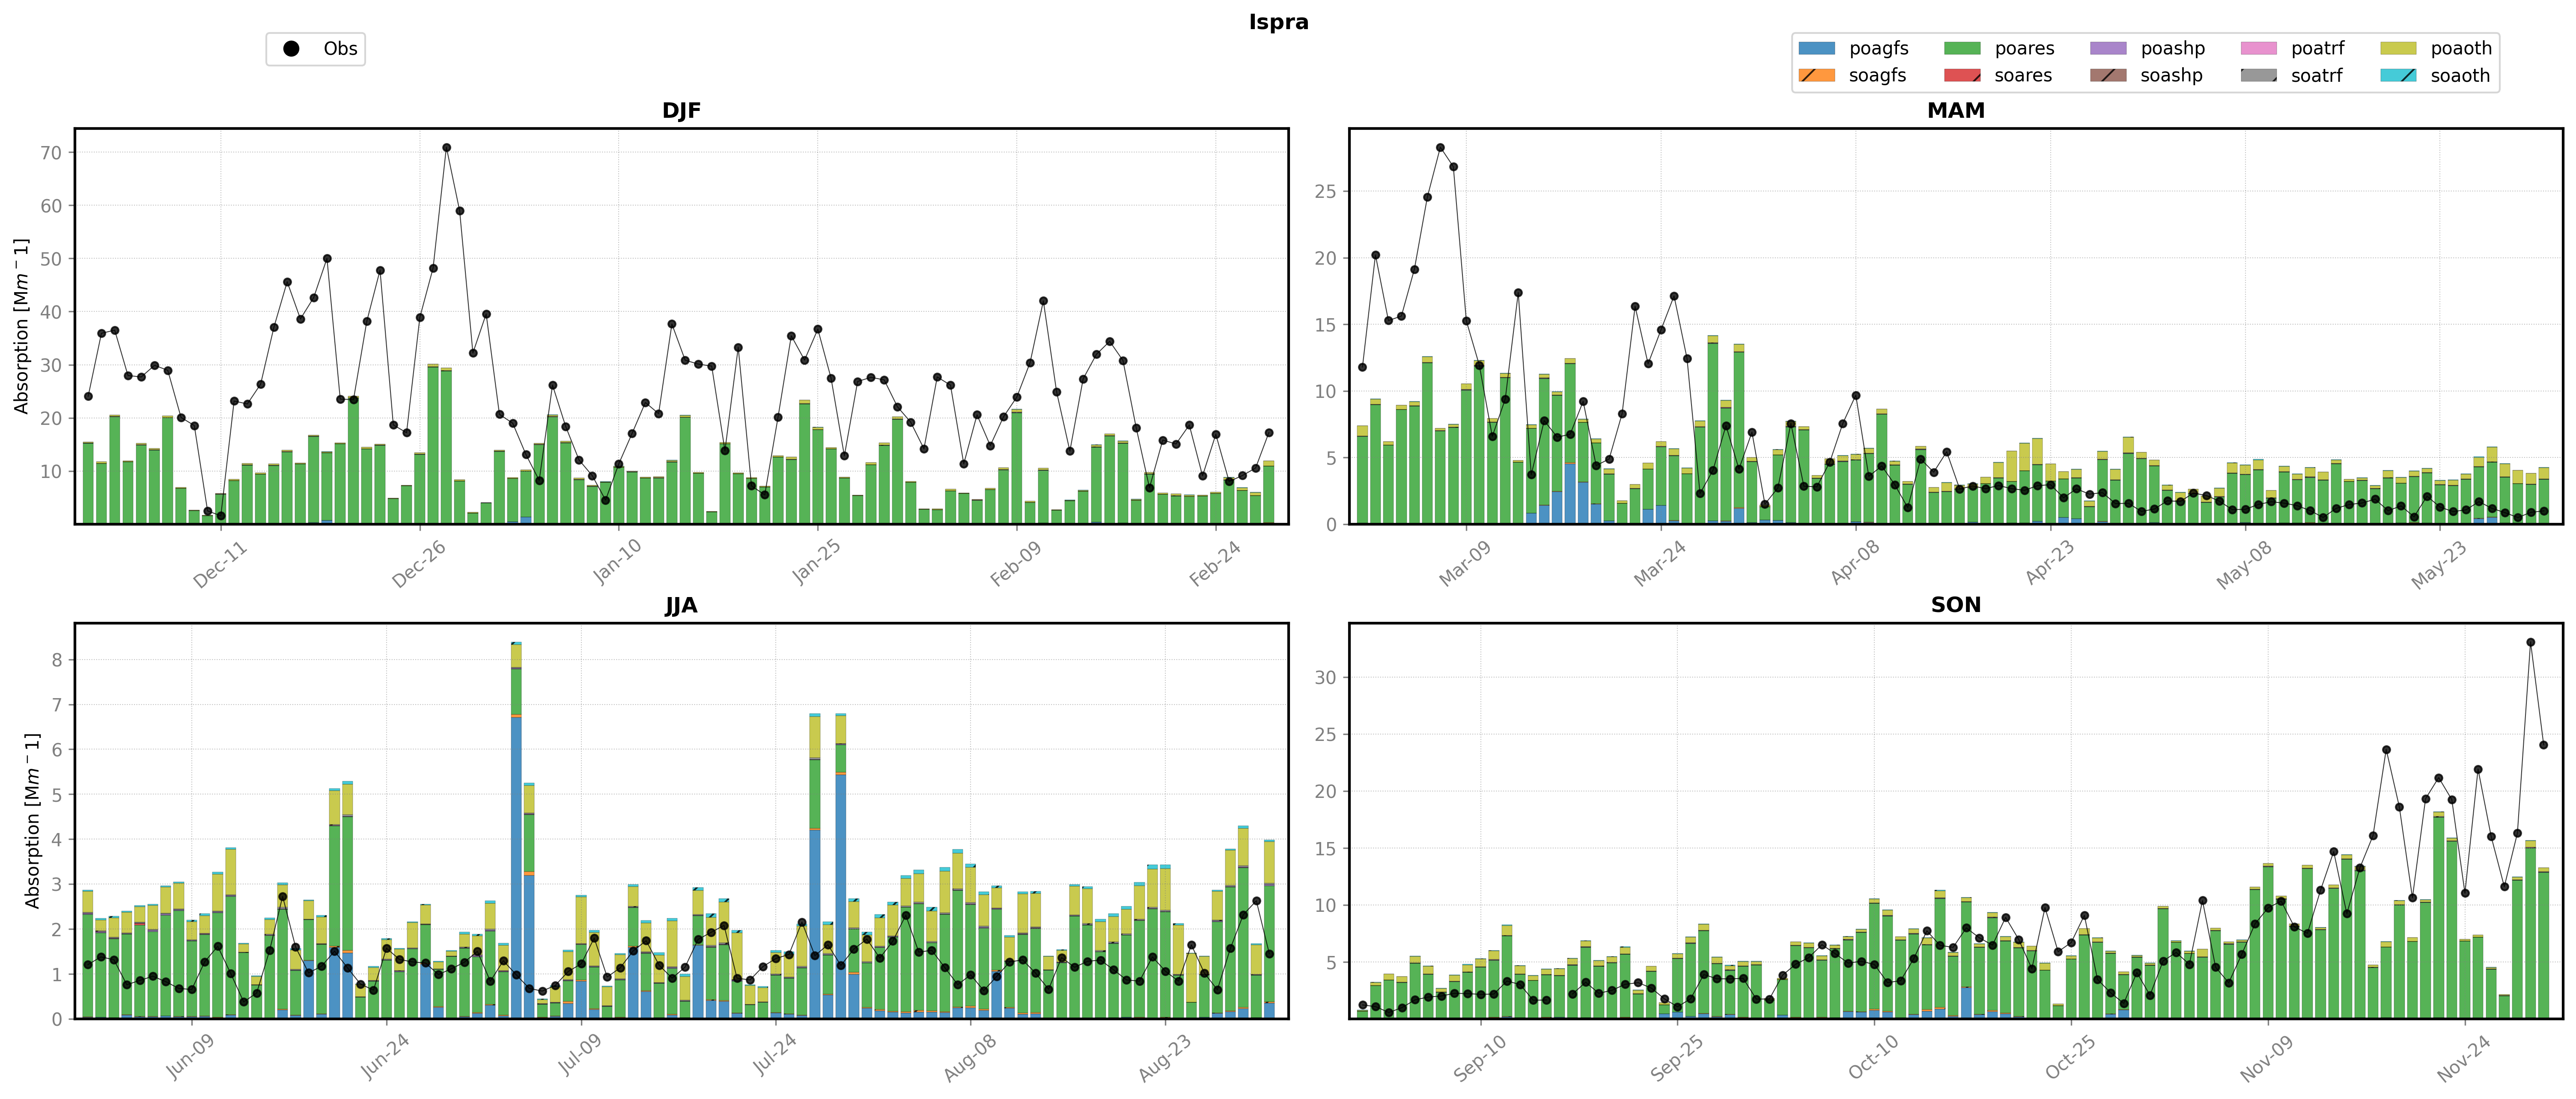 Ispra
Obs
poagfs poares poashp poatrf poaoth
soagfs soares soashp soatrf soaoth
DJF
Absorption [Mm⁻1]
70
60
50
40
30
20
10
Dec-11 Dec-26 Jan-10 Jan-25 Feb-09 Feb-24
MAM
25
20
15
10
5
0
Mar-09 Mar-24 Apr-08 Apr-23 May-08 May-23
JJA
Absorption [Mm⁻1]
8
7
6
5
4
3
2
1
0
Jun-09 Jun-24 Jul-09 Jul-24 Aug-08 Aug-23
SON
30
25
20
15
10
5
Sep-10 Sep-25 Oct-10 Oct-25 Nov-09 Nov-24